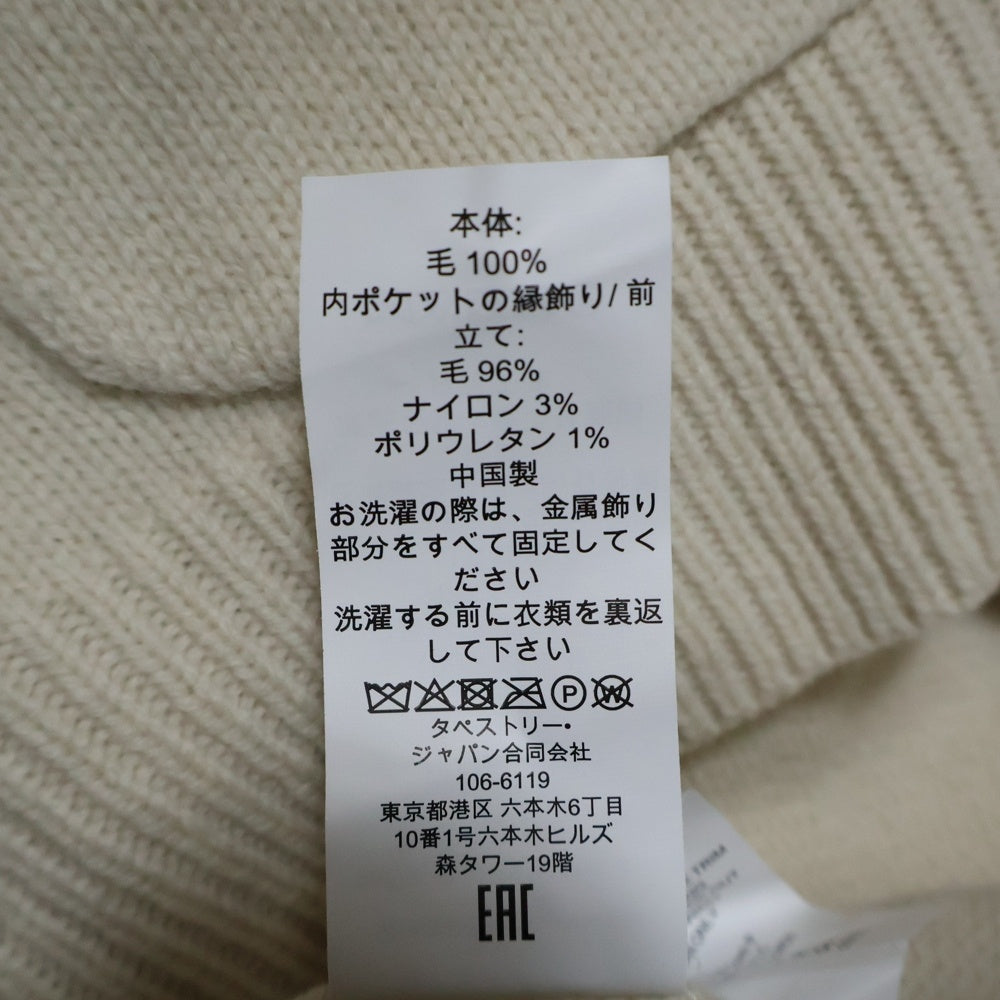 本体:
毛 100%
内ポケットの縁飾り/ 前
立て:
毛 96%
ナイロン 3%
ポリウレタン 1%
中国製
お洗濯の際は、金属飾り
部分をすべて固定してく
ださい
洗濯する前に衣類を裏返
して下さい
P W
タペストリー•
ジャパン合同会社
106-6119
東京都港区 六本木6丁目
10番1号六本木ヒルズ
森タワー19階
EAC
TRIM